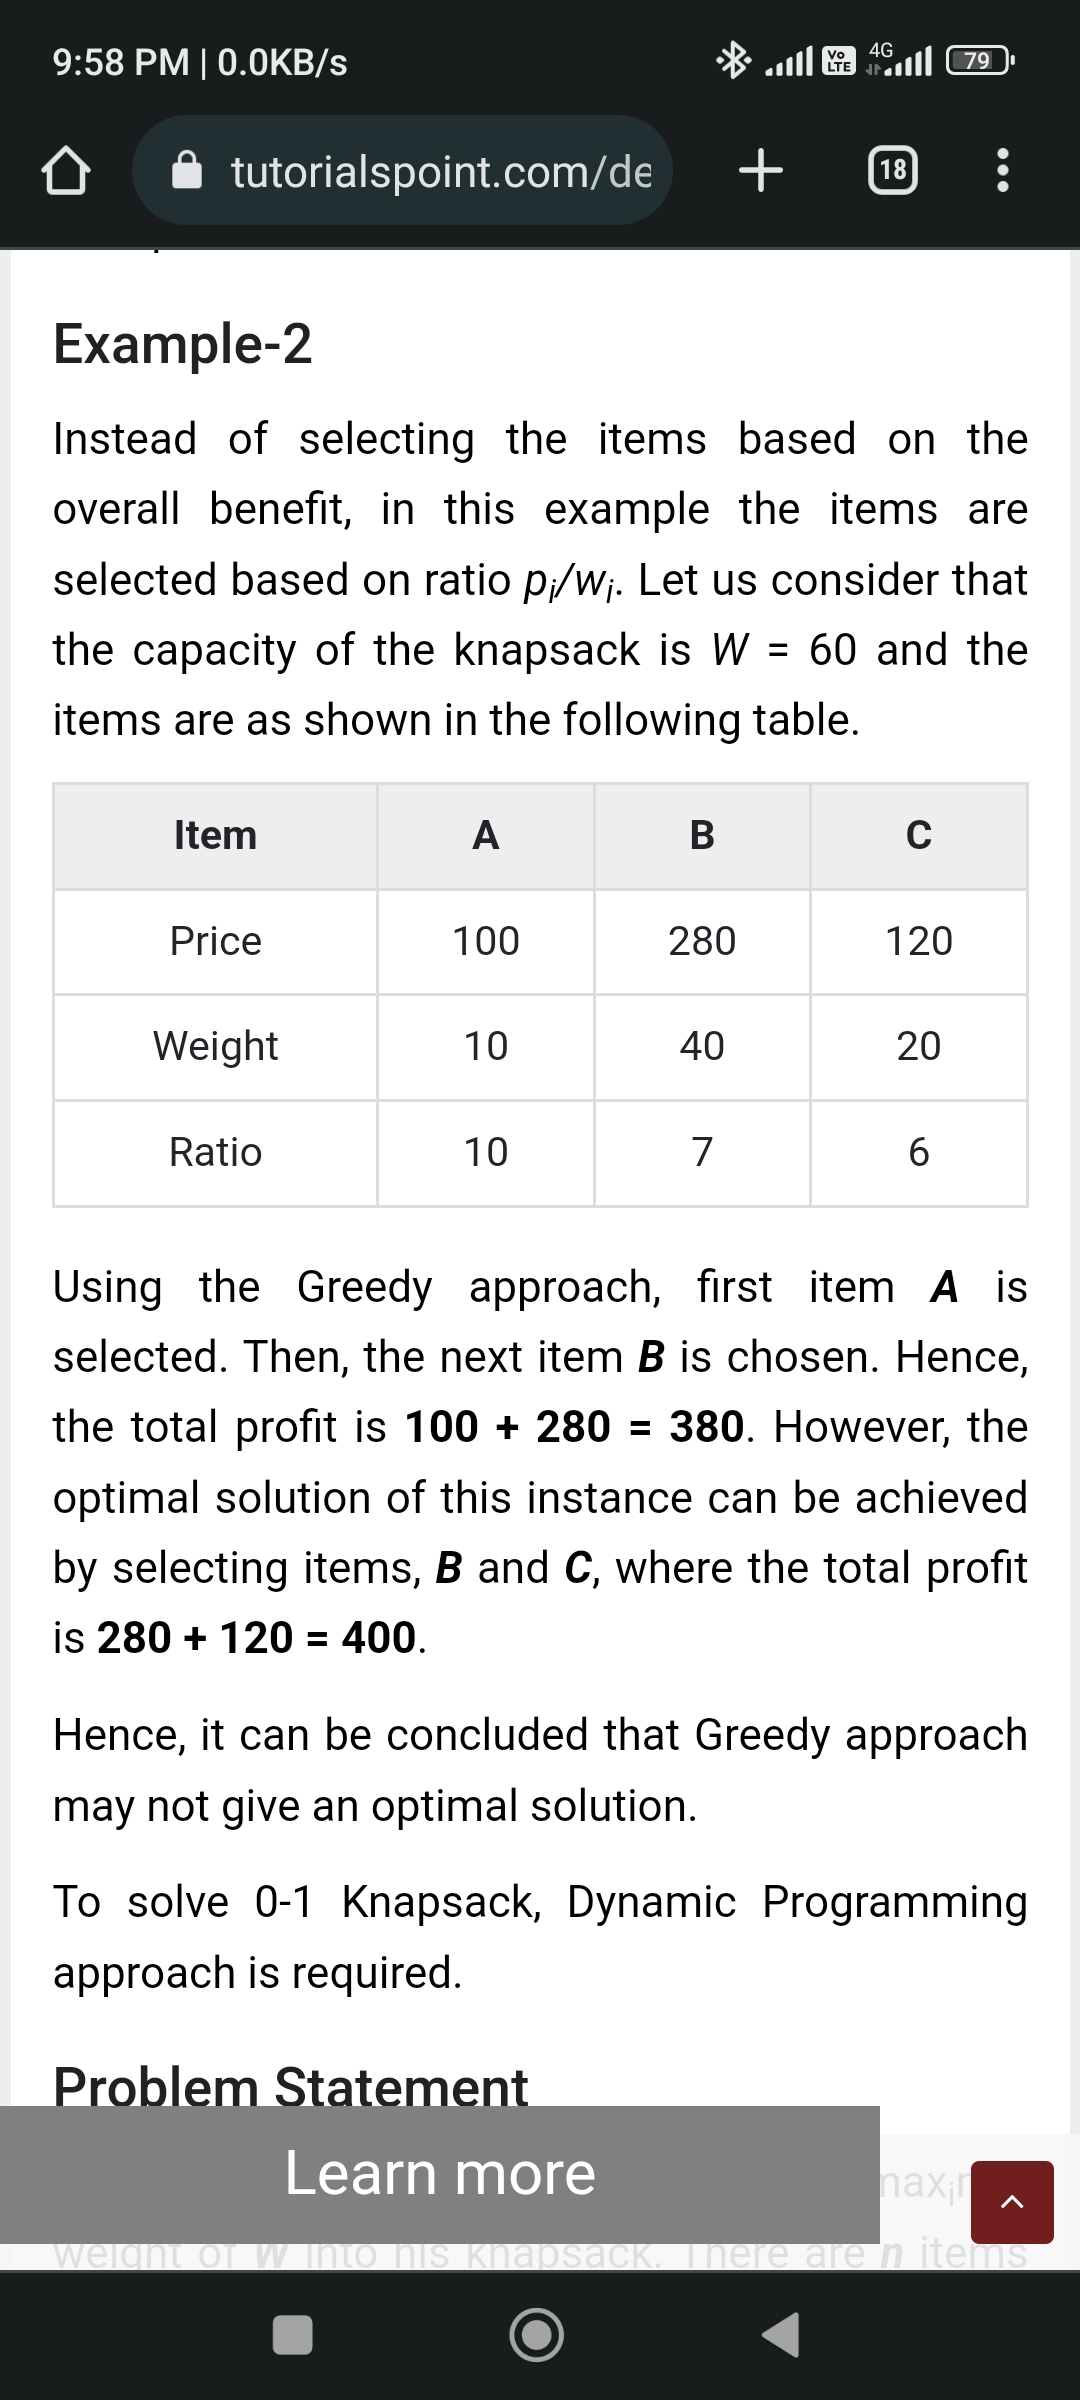 9:58 PM | 0.0KB/s Vo LTE 4G 79
tutorialspoint.com/de 18
Example-2
Instead of selecting the items based on the
overall benefit, in this example the items are
selected based on ratio pi/wi. Let us consider that
the capacity of the knapsack is W = 60 and the
items are as shown in the following table.
Item A B C
Price 100 280 120
Weight 10 40 20
Ratio 10 7 6
Using the Greedy approach, first item A is
selected. Then, the next item B is chosen. Hence,
the total profit is 100 + 280 = 380. However, the
optimal solution of this instance can be achieved
by selecting items, B and C, where the total profit
is 280 + 120 = 400.
Hence, it can be concluded that Greedy approach
may not give an optimal solution.
To solve 0-1 Knapsack, Dynamic Programming
approach is required.
Problem Statement
Learn more
weight of W into his knapsack. There are n items